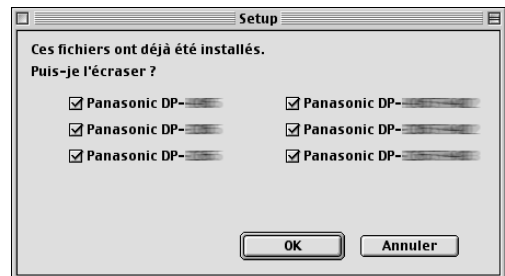 Setup
Ces fichiers ont déjà été installés.
Puis-je l'écraser ?
Panasonic DP- Panasonic DP-
Panasonic DP- Panasonic DP-
Panasonic DP- Panasonic DP-
OK Annuler